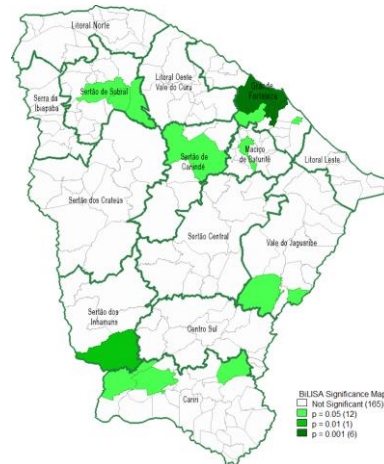 Litoral Norte
Grande
Fortaleza
Litoral Oeste
Vale do Curu
Serra da
Ibiapaba
Sertão de Sobral
Sertão de
Canindé
Maciço
de Baturité
Litoral Leste
Sertão dos Crateús
Sertão Central
Vale do Jaguaribe
Sertão dos
Inhamuns
Centro Sul
Cariri
BiLISA Significance Map
Not Significant (165)
p = 0.05 (12)
p = 0.01 (1)
p = 0.001 (6)